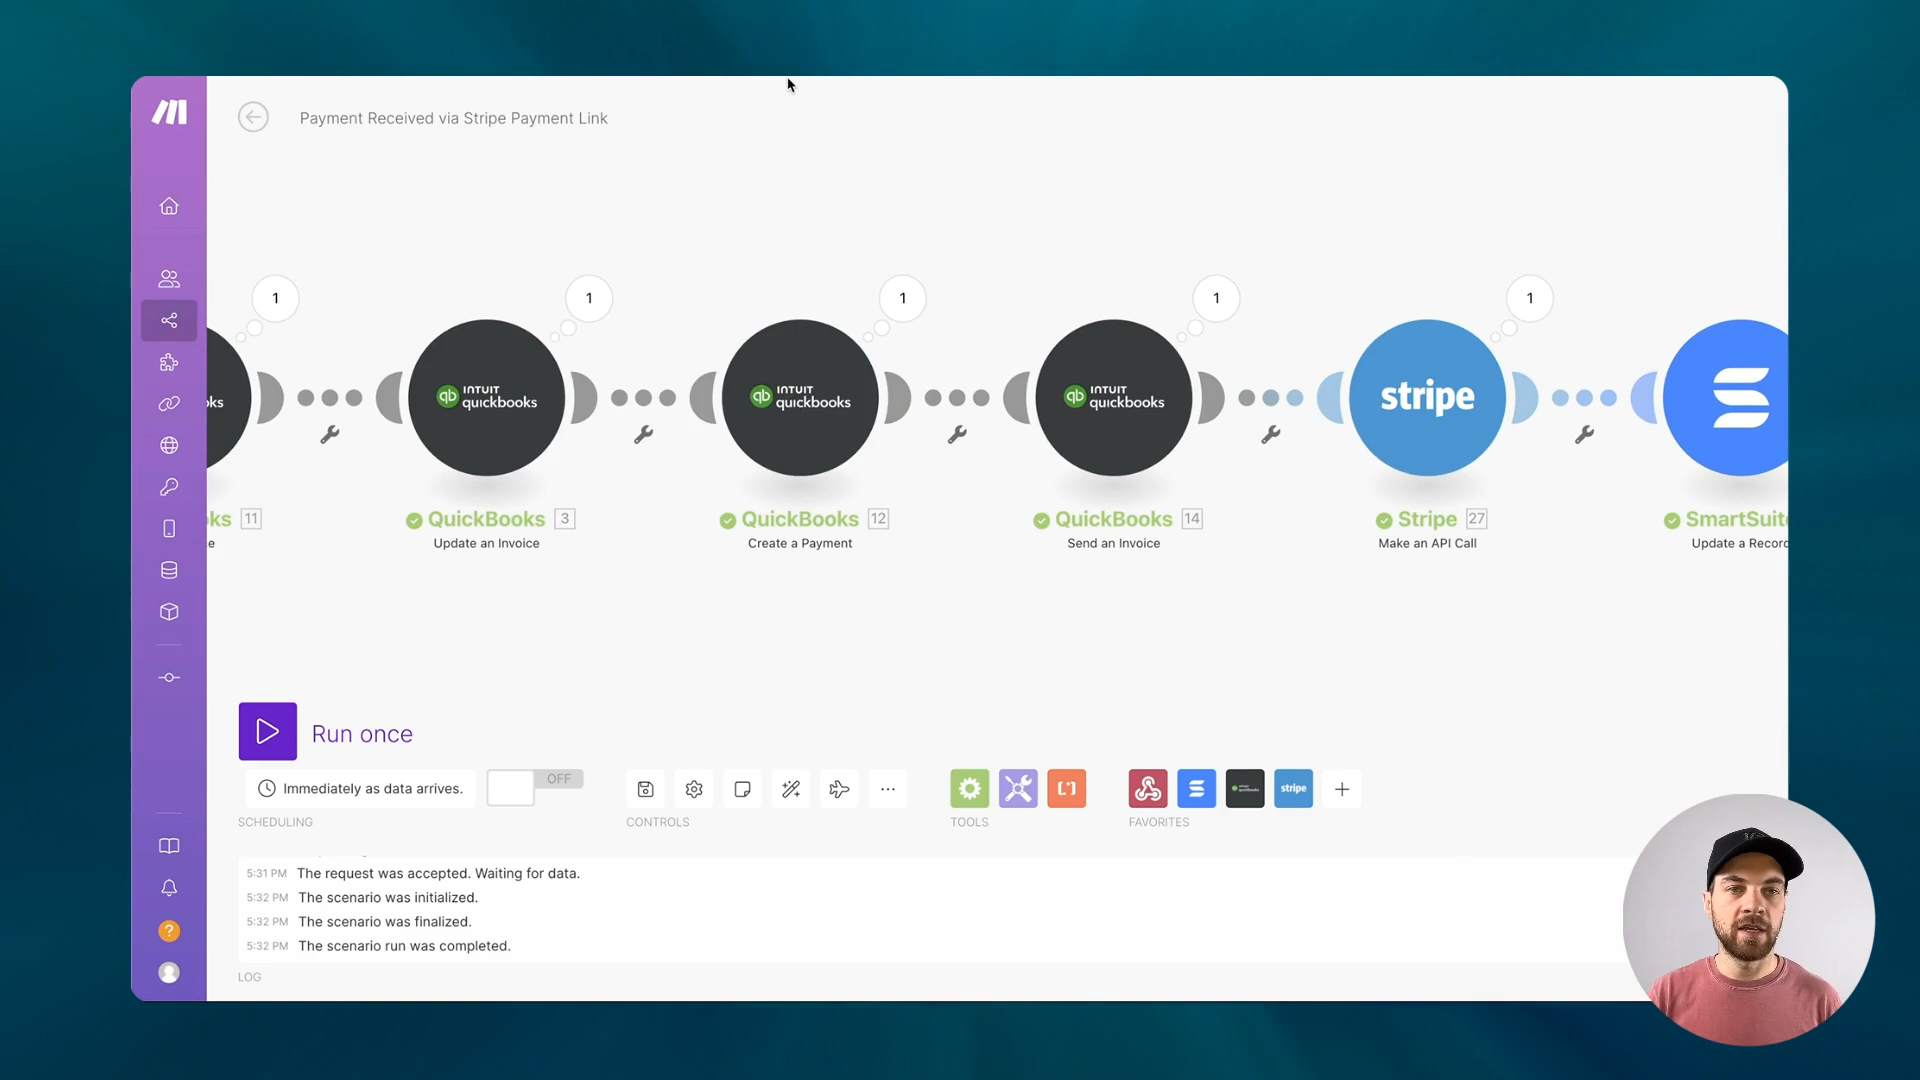 Payment Received via Stripe Payment Link
1
1
1
1
1
ks
INTUIT
qb quickbooks
INTUIT
qb quickbooks
INTUIT
qb quickbooks
stripe
ks 11
e
QuickBooks 3
Update an Invoice
QuickBooks 12
Create a Payment
QuickBooks 14
Send an Invoice
Stripe 27
Make an API Call
SmartSuit
Update a Record
Run once
Immediately as data arrives.
OFF
SCHEDULING
CONTROLS
TOOLS
stripe
FAVORITES
5:31 PM The request was accepted. Waiting for data.
5:32 PM The scenario was initialized.
5:32 PM The scenario was finalized.
5:32 PM The scenario run was completed.
LOG
?